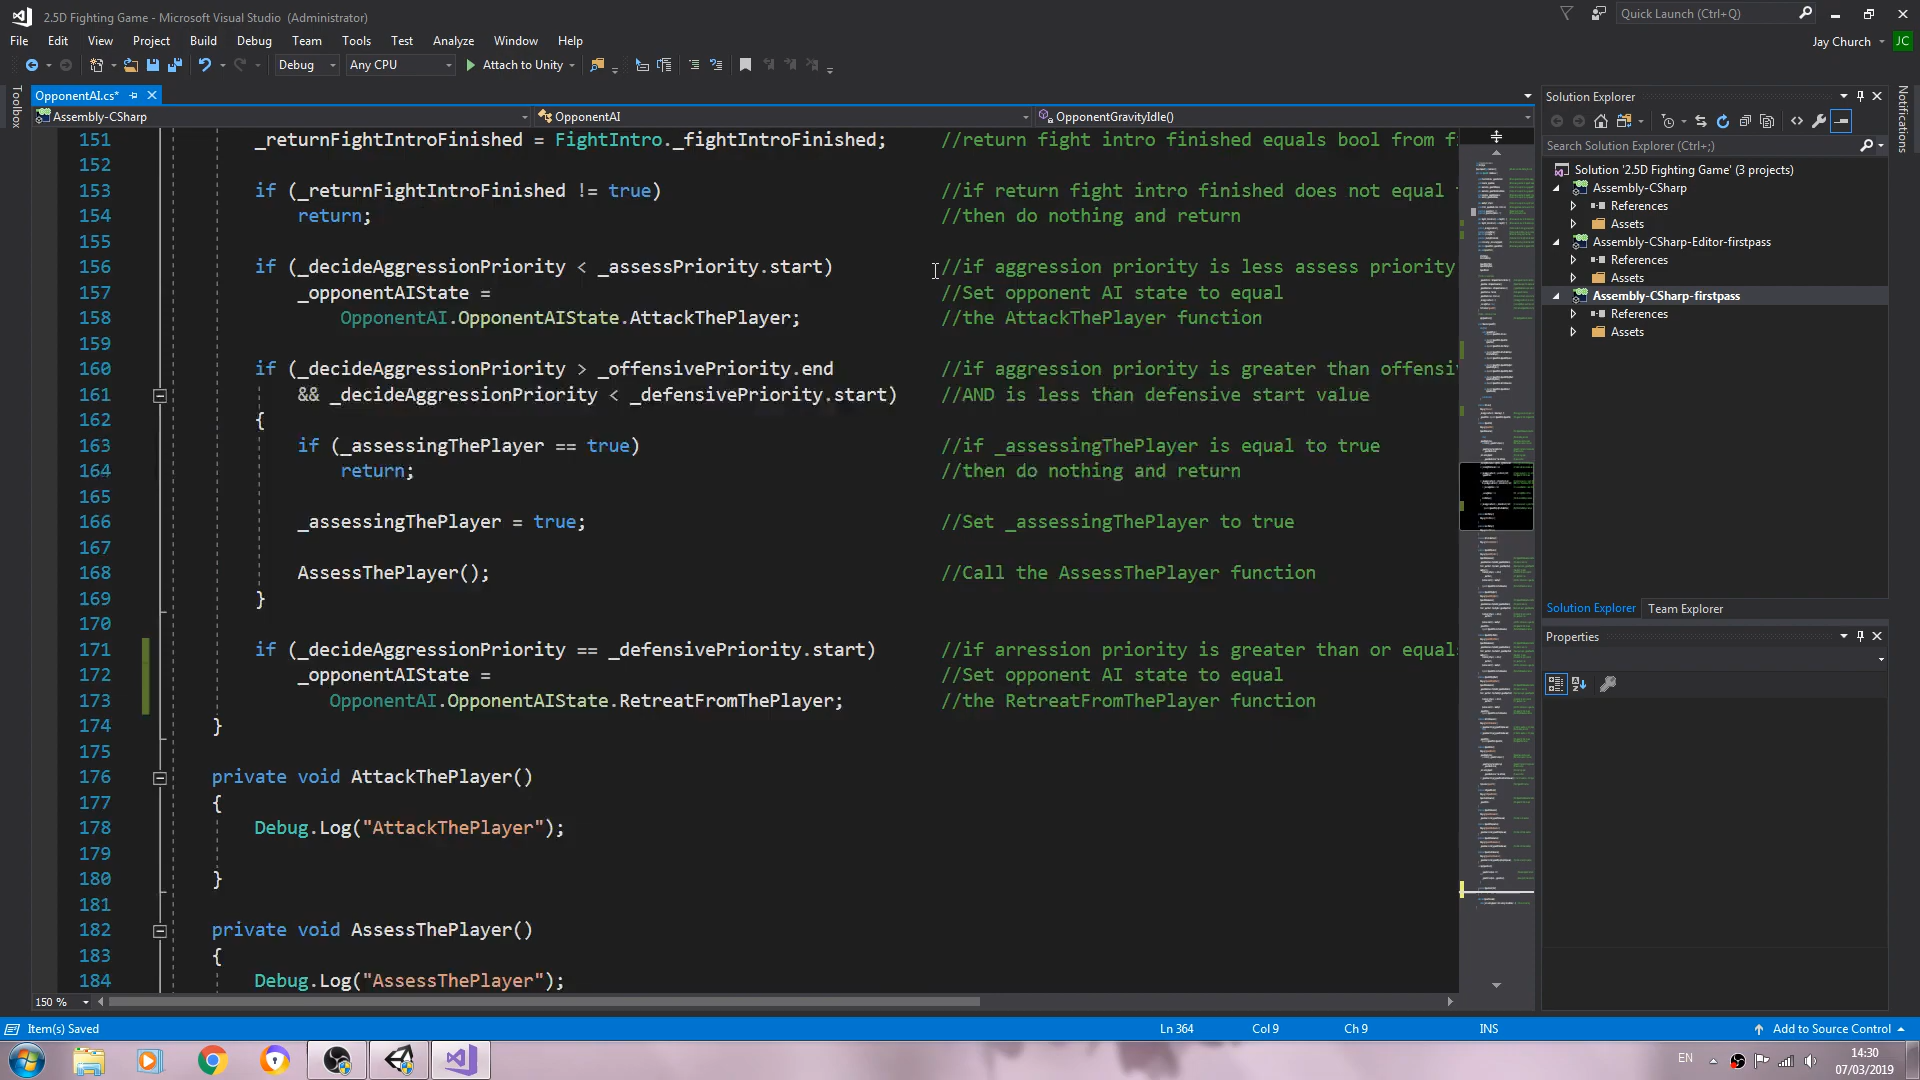 2.5D Fighting Game - Microsoft Visual Studio (Administrator)
Quick Launch (Ctrl+Q)
File Edit View Project Build Debug Team Tools Test Analyze Window Help
Jay Church
JC
Debug
Any CPU
Attach to Unity
Toolbox
OpponentAI.cs*
Assembly-CSharp
OpponentAI
OpponentGravityIdle()
151 _returnFightIntroFinished = FightIntro._fightIntroFinished; //return fight intro finished equals bool from
152
153 if (_returnFightIntroFinished != true) //if return fight intro finished does not equal
154 return; //then do nothing and return
155
156 if (_decideAggressionPriority < _assessPriority.start) //if aggression priority is less assess priority
157 _opponentAIState = //Set opponent AI state to equal
158 OpponentAI.OpponentAIState.AttackThePlayer; //the AttackThePlayer function
159
160 if (_decideAggressionPriority > _offensivePriority.end //if aggression priority is greater than offensi
161 && _decideAggressionPriority < _defensivePriority.start) //AND is less than defensive start value
162 {
163 if (_assessingThePlayer == true) //if _assessingThePlayer is equal to true
164 return; //then do nothing and return
165
166 _assessingThePlayer = true; //Set _assessingThePlayer to true
167
168 AssessThePlayer(); //Call the AssessThePlayer function
169 }
170
171 if (_decideAggressionPriority == _defensivePriority.start) //if arression priority is greater than or equal
172 _opponentAIState = //Set opponent AI state to equal
173 OpponentAI.OpponentAIState.RetreatFromThePlayer; //the RetreatFromThePlayer function
174 }
175
176 private void AttackThePlayer()
177 {
178 Debug.Log("AttackThePlayer");
179
180 }
181
182 private void AssessThePlayer()
183 {
184 Debug.Log("AssessThePlayer");
150 %
Solution Explorer
Search Solution Explorer (Ctrl+;)
Solution '2.5D Fighting Game' (3 projects)
Assembly-CSharp
References
Assets
Assembly-CSharp-Editor-firstpass
References
Assets
Assembly-CSharp-firstpass
References
Assets
Solution Explorer Team Explorer
Properties
Notifications
Item(s) Saved
Ln 364
Col 9
Ch 9
INS
Add to Source Control
EN
14:30
07/03/2019